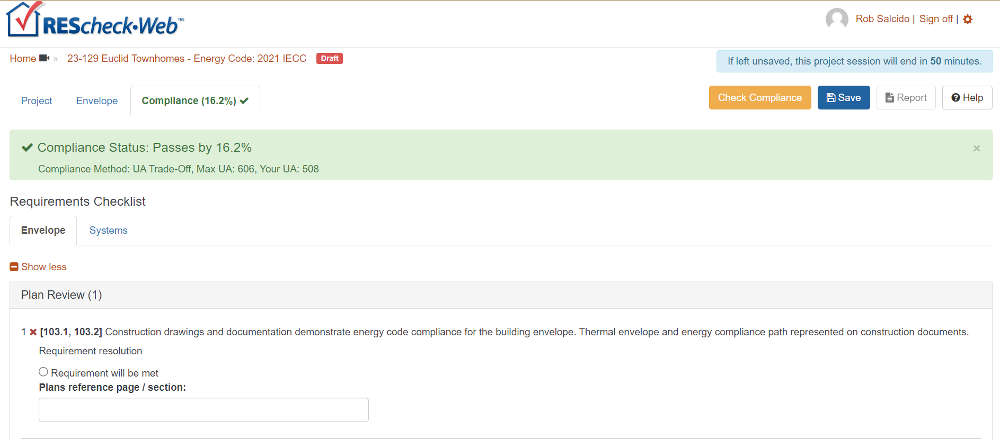 REScheck•Web™
Rob Salcido | Sign off |
Home » 23-129 Euclid Townhomes - Energy Code: 2021 IECC Draft
If left unsaved, this project session will end in 50 minutes.
Project Envelope Compliance (16.2%) ✔
Check Compliance Save Report Help
✔ Compliance Status: Passes by 16.2% ×
Compliance Method: UA Trade-Off, Max UA: 606, Your UA: 508
Requirements Checklist
Envelope Systems
Show less
Plan Review (1)
1 ✖ [103.1, 103.2] Construction drawings and documentation demonstrate energy code compliance for the building envelope. Thermal envelope and energy compliance path represented on construction documents.
Requirement resolution
Requirement will be met
Plans reference page / section: